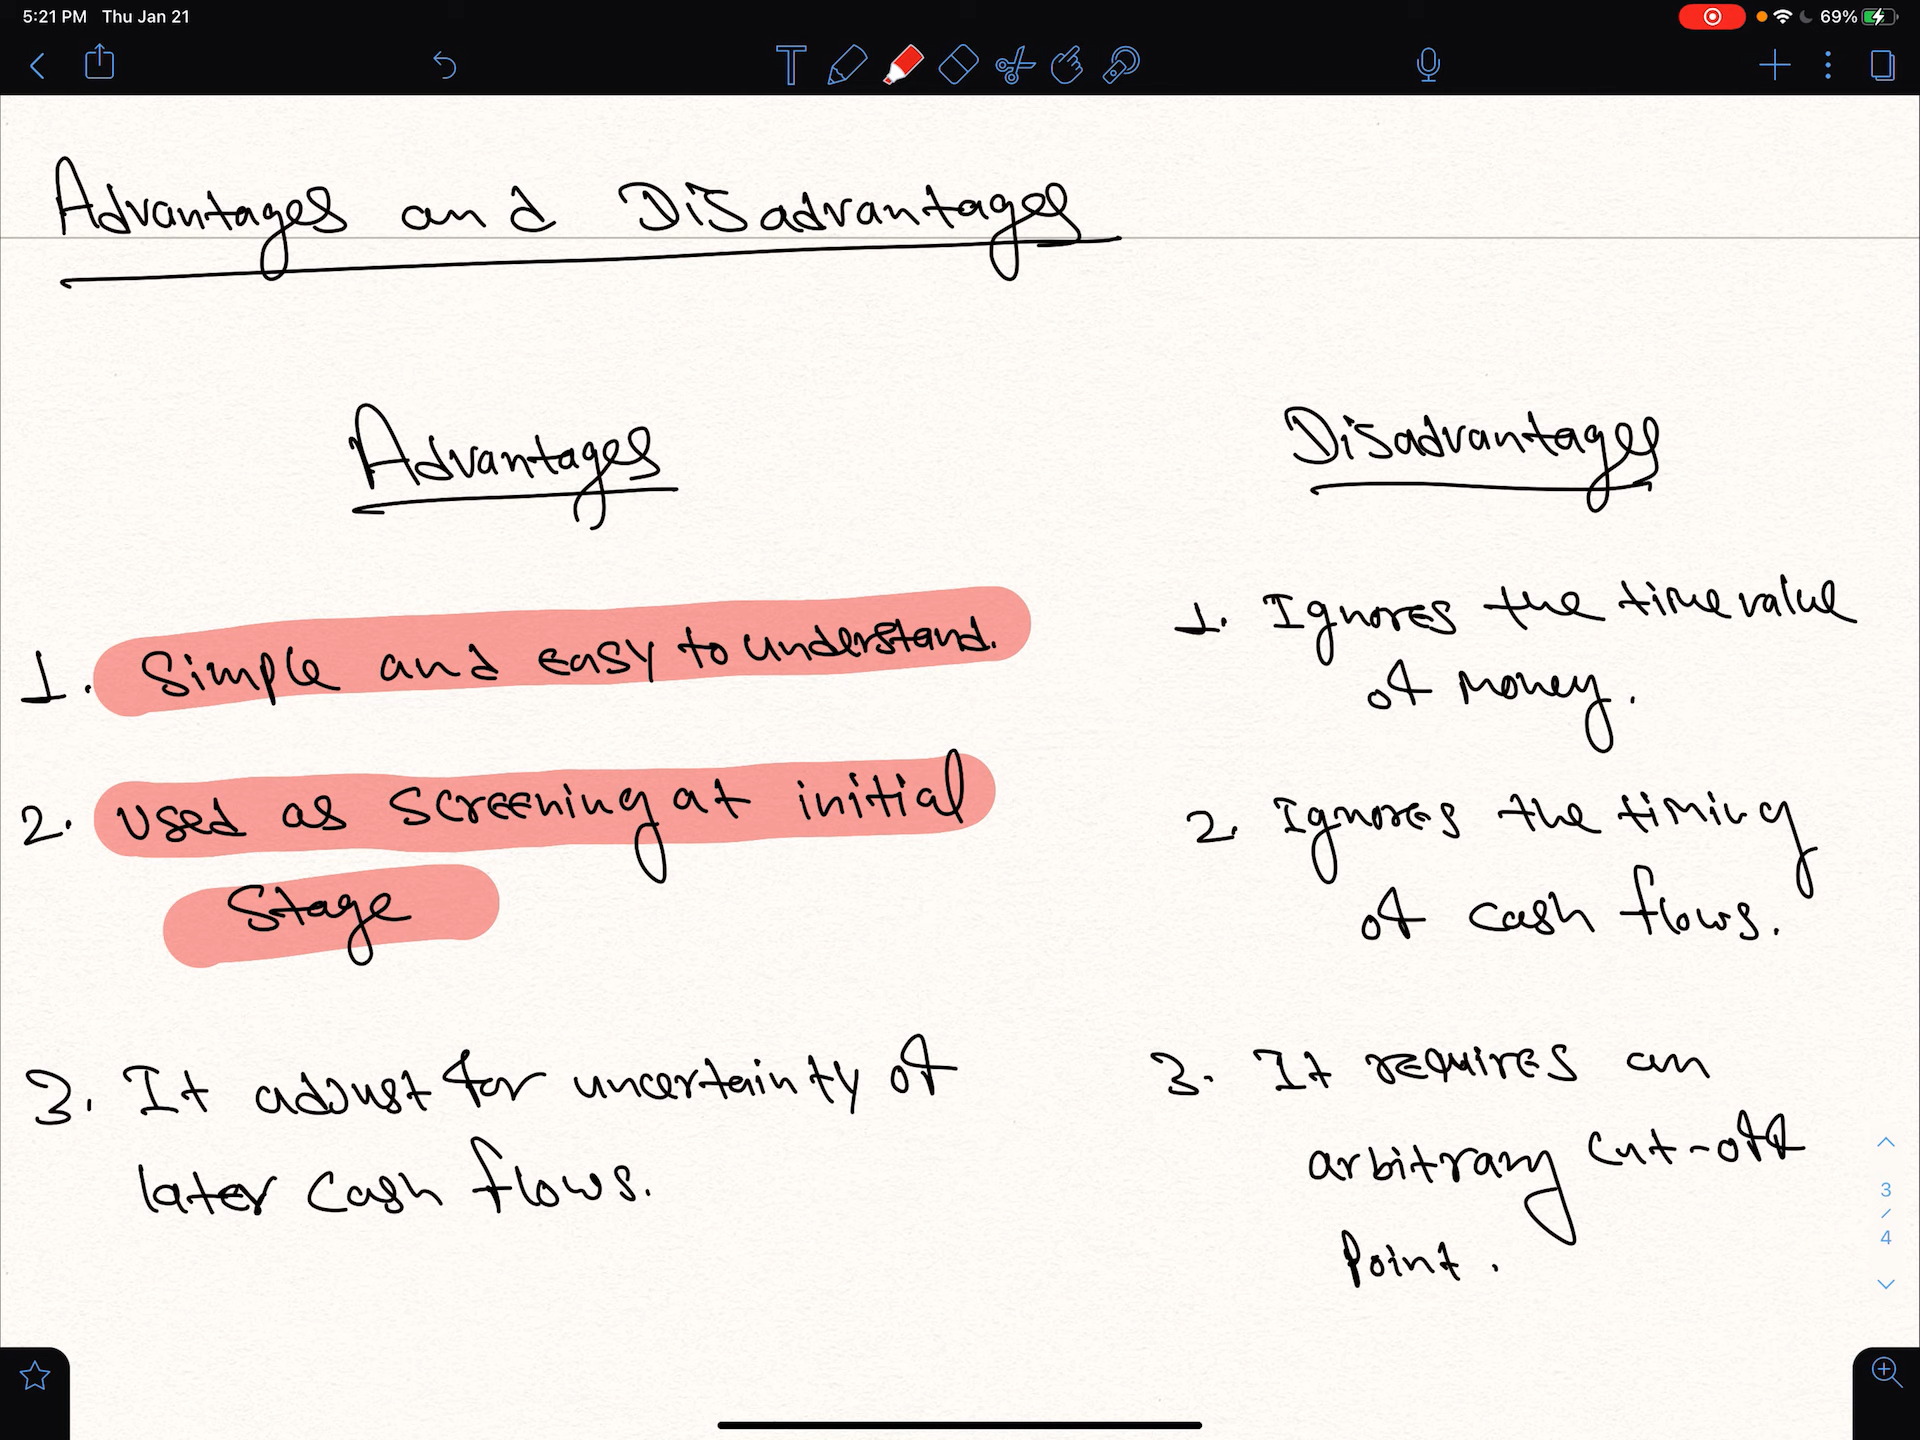 5:21 PM Thu Jan 21
69%
Advantages and Disadvantages
Advantages
1. Simple and easy to understand.
2. used as screening at initial
stage
3. It adjust for uncertainty of
later cash flows.
Disadvantages
1. Ignores the time value
of money.
2. Ignores the timing
of cash flows.
3. It requires an
arbitrary cut-off
point.
3
/
4